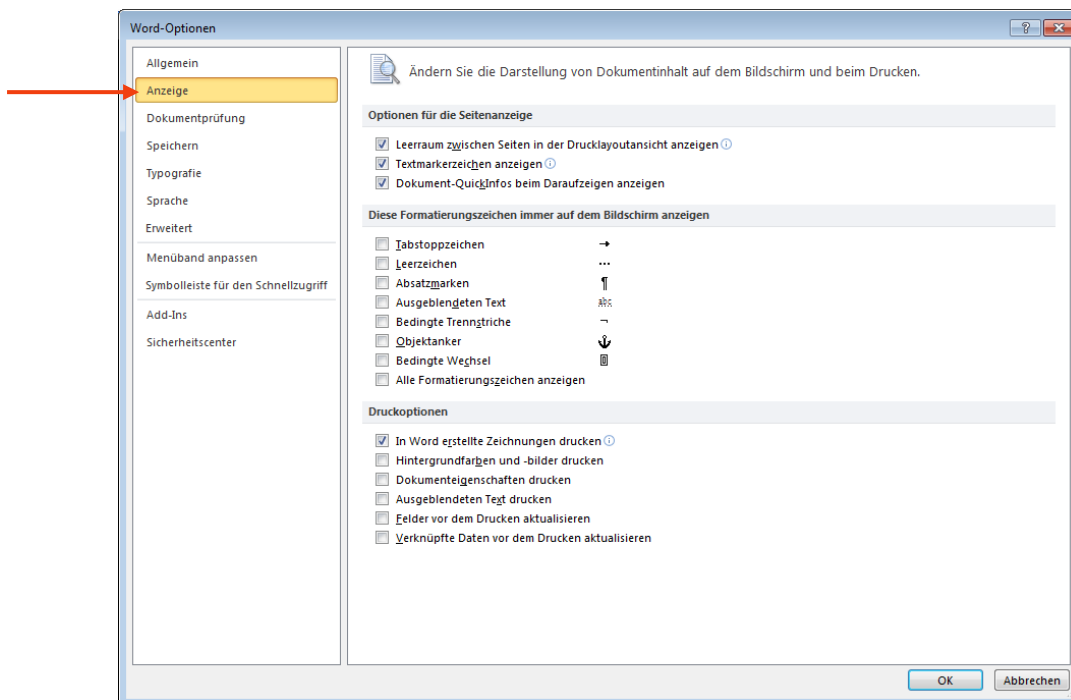 Word-Optionen
Allgemein
Anzeige
Dokumentprüfung
Speichern
Typografie
Sprache
Erweitert
Menüband anpassen
Symbolleiste für den Schnellzugriff
Add-Ins
Sicherheitscenter
Ändern Sie die Darstellung von Dokumentinhalt auf dem Bildschirm und beim Drucken.
Optionen für die Seitenanzeige
Leerraum zwischen Seiten in der Drucklayoutansicht anzeigen
Textmarkerzeichen anzeigen
Dokument-QuickInfos beim Daraufzeigen anzeigen
Diese Formatierungszeichen immer auf dem Bildschirm anzeigen
Tabstoppzeichen →
Leerzeichen ···
Absatzmarken ¶
Ausgeblendeten Text abc
Bedingte Trennstriche ¬
Objektanker
Bedingte Wechsel
Alle Formatierungszeichen anzeigen
Druckoptionen
In Word erstellte Zeichnungen drucken
Hintergrundfarben und -bilder drucken
Dokumenteigenschaften drucken
Ausgeblendeten Text drucken
Felder vor dem Drucken aktualisieren
Verknüpfte Daten vor dem Drucken aktualisieren
OK Abbrechen